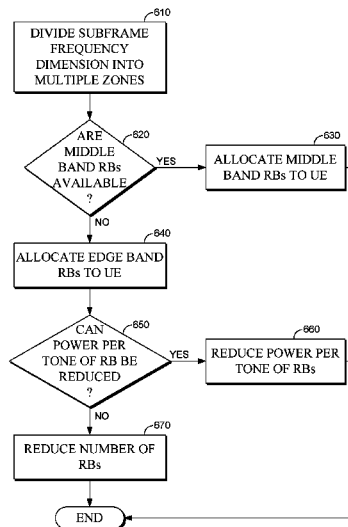 610
DIVIDE SUBFRAME
FREQUENCY
DIMENSION INTO
MULTIPLE ZONES
620
ARE
MIDDLE
BAND RBs
AVAILABLE
?
YES
NO
630
ALLOCATE MIDDLE
BAND RBs TO UE
640
ALLOCATE EDGE BAND
RBs TO UE
650
CAN
POWER PER
TONE OF RB BE
REDUCED
?
YES
NO
660
REDUCE POWER PER
TONE OF RBs
670
REDUCE NUMBER OF
RBs
END